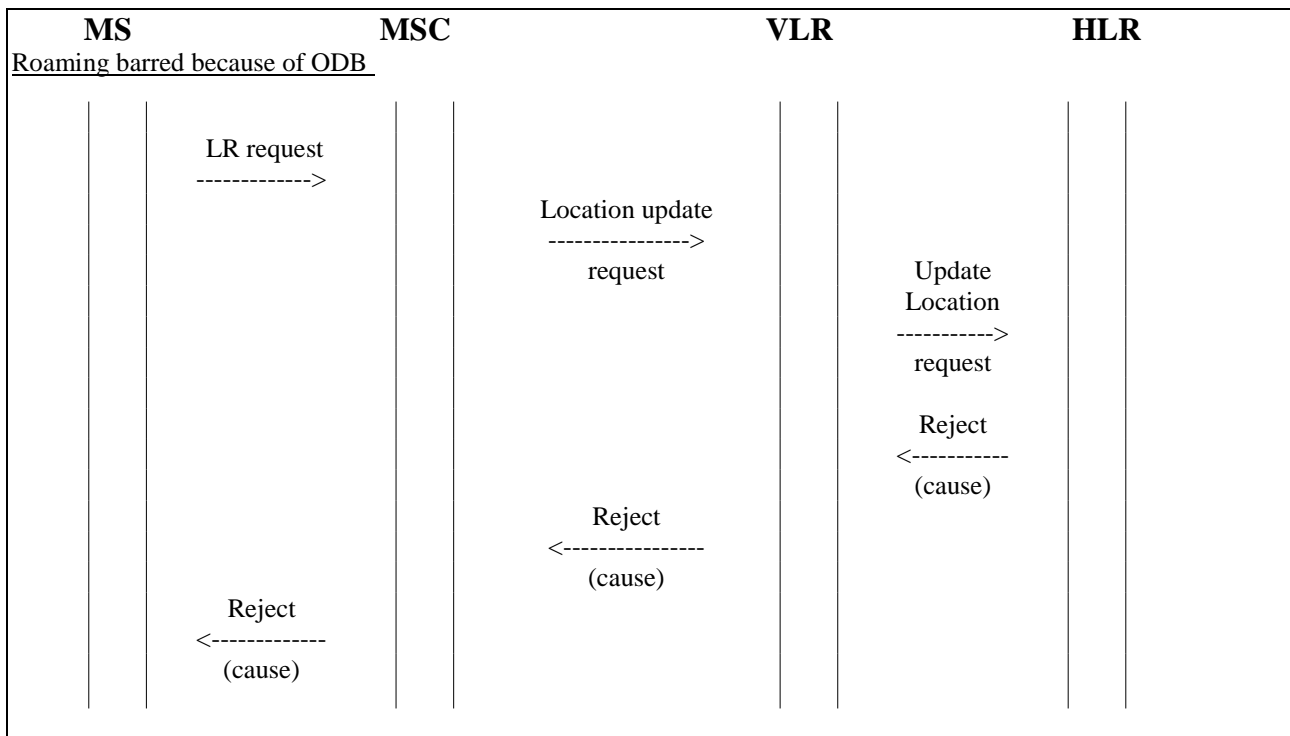 MS MSC VLR HLR
Roaming barred because of ODB
LR request
------------->
Location update
---------------->
request
Update
Location
----------->
request
Reject
<-----------
(cause)
Reject
<----------------
(cause)
Reject
<-------------
(cause)